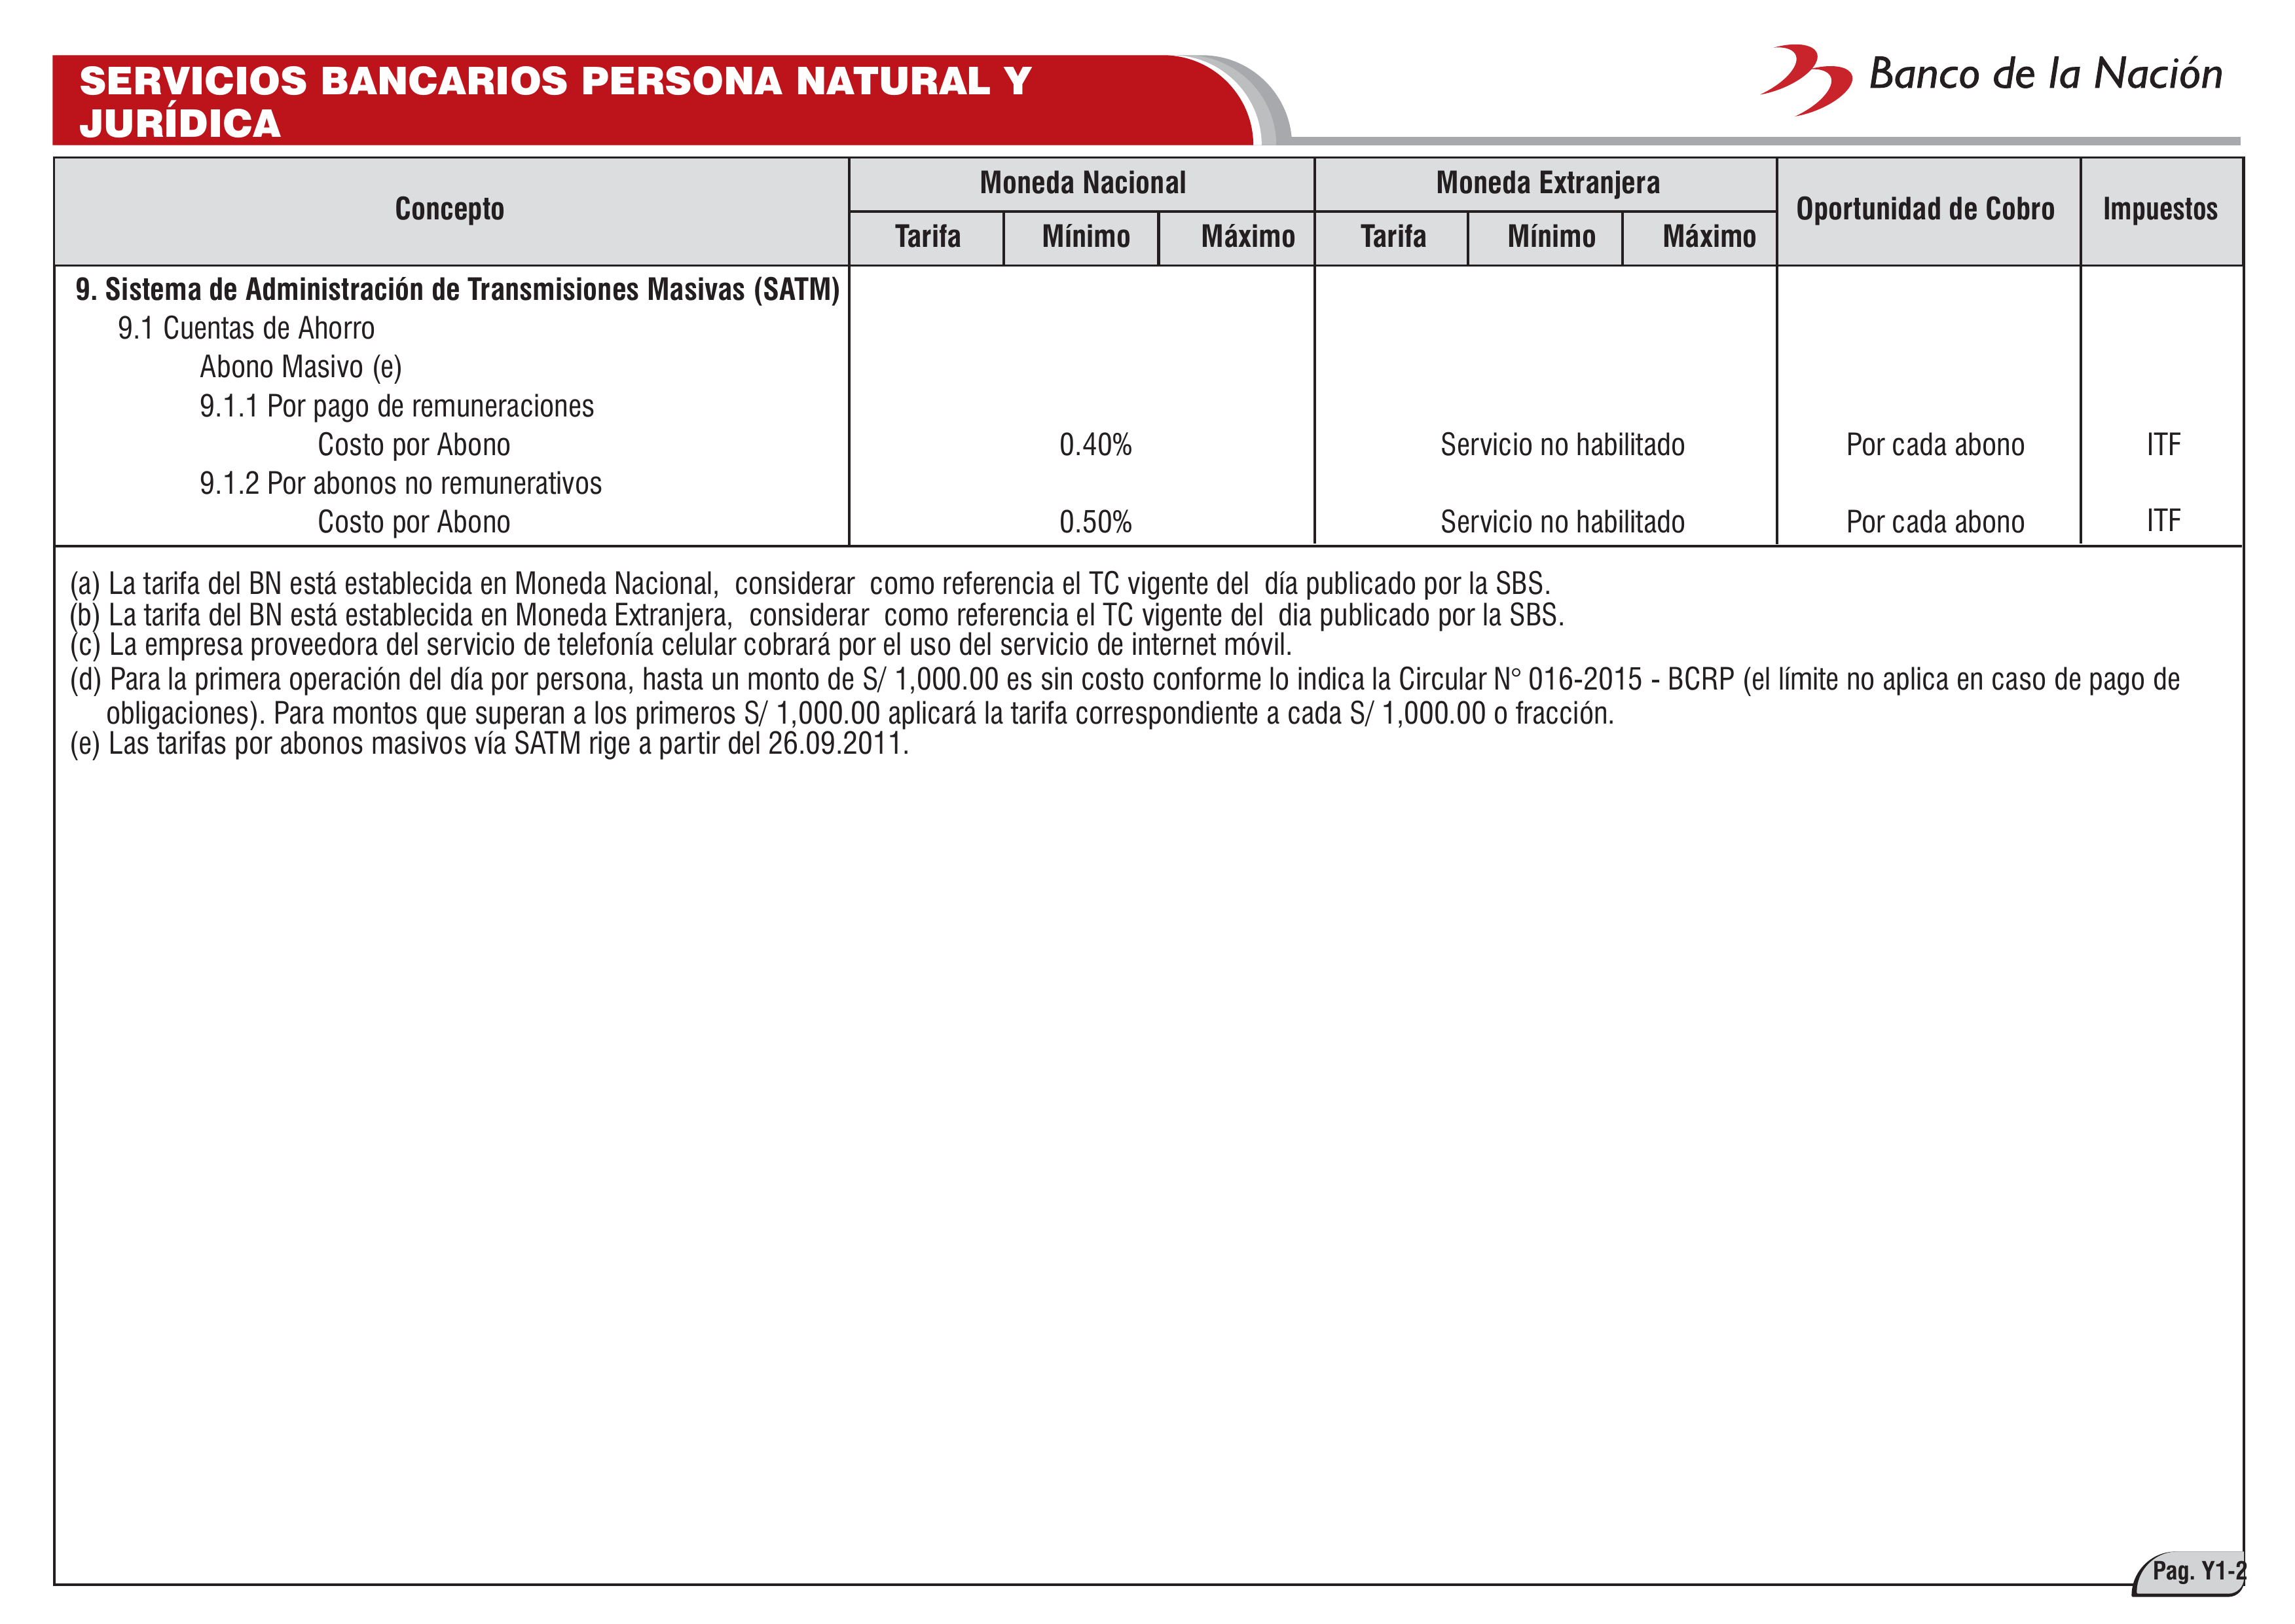 SERVICIOS BANCARIOS PERSONA NATURAL Y
JURÍDICA
Banco de la Nación
Concepto
Moneda Nacional
Moneda Extranjera
Oportunidad de Cobro
Impuestos
Tarifa Mínimo Máximo Tarifa Mínimo Máximo
9. Sistema de Administración de Transmisiones Masivas (SATM)
9.1 Cuentas de Ahorro
Abono Masivo (e)
9.1.1 Por pago de remuneraciones
Costo por Abono 0.40% Servicio no habilitado Por cada abono ITF
9.1.2 Por abonos no remunerativos
Costo por Abono 0.50% Servicio no habilitado Por cada abono ITF
(a) La tarifa del BN está establecida en Moneda Nacional, considerar como referencia el TC vigente del día publicado por la SBS.
(b) La tarifa del BN está establecida en Moneda Extranjera, considerar como referencia el TC vigente del dia publicado por la SBS.
(c) La empresa proveedora del servicio de telefonía celular cobrará por el uso del servicio de internet móvil.
(d) Para la primera operación del día por persona, hasta un monto de S/ 1,000.00 es sin costo conforme lo indica la Circular N° 016-2015 - BCRP (el límite no aplica en caso de pago de
obligaciones). Para montos que superan a los primeros S/ 1,000.00 aplicará la tarifa correspondiente a cada S/ 1,000.00 o fracción.
(e) Las tarifas por abonos masivos vía SATM rige a partir del 26.09.2011.
Pag. Y1-2